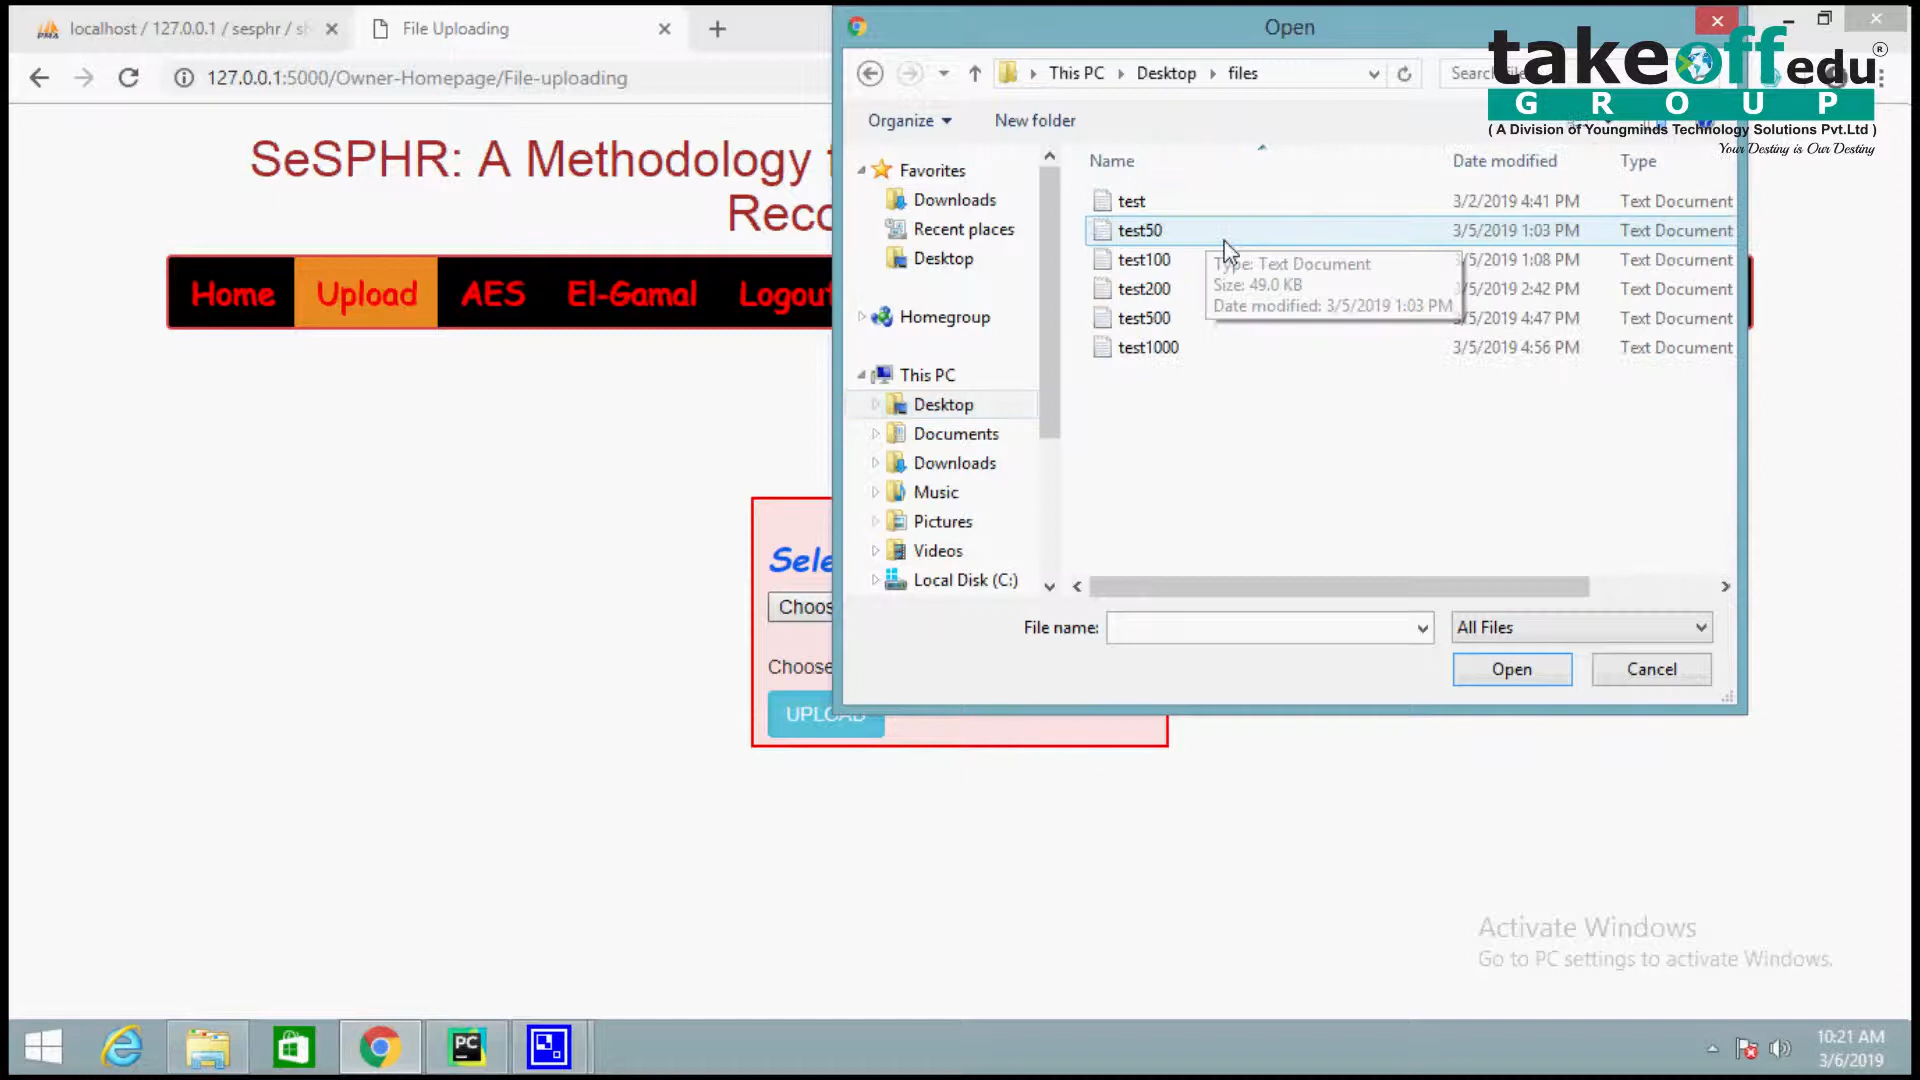 localhost / 127.0.0.1 / sesphr / sh
File Uploading
127.0.0.1:5000/Owner-Homepage/File-uploading
SeSPHR: A Methodology
Reco
Home
Upload
AES
El-Gamal
Logout
Choos
Choose
UPLOAD
Open
This PC
Desktop
files
Search
Organize
New folder
Favorites
Downloads
Recent places
Desktop
Homegroup
This PC
Desktop
Documents
Downloads
Music
Pictures
Videos
Local Disk (C:)
Name
Date modified
Type
test
3/2/2019 4:41 PM
Text Document
test50
3/5/2019 1:03 PM
Text Document
test100
/5/2019 1:08 PM
Text Document
test200
/5/2019 2:42 PM
Text Document
test500
/5/2019 4:47 PM
Text Document
test1000
3/5/2019 4:56 PM
Text Document
Type: Text Document
Size: 49.0 KB
Date modified: 3/5/2019 1:03 PM
File name:
All Files
Open
Cancel
takeoff edu ®
GROUP
( A Division of Youngminds Technology Solutions Pvt.Ltd )
Your Destiny is Our Destiny
Activate Windows
Go to PC settings to activate Windows.
PC
10:21 AM
3/6/2019